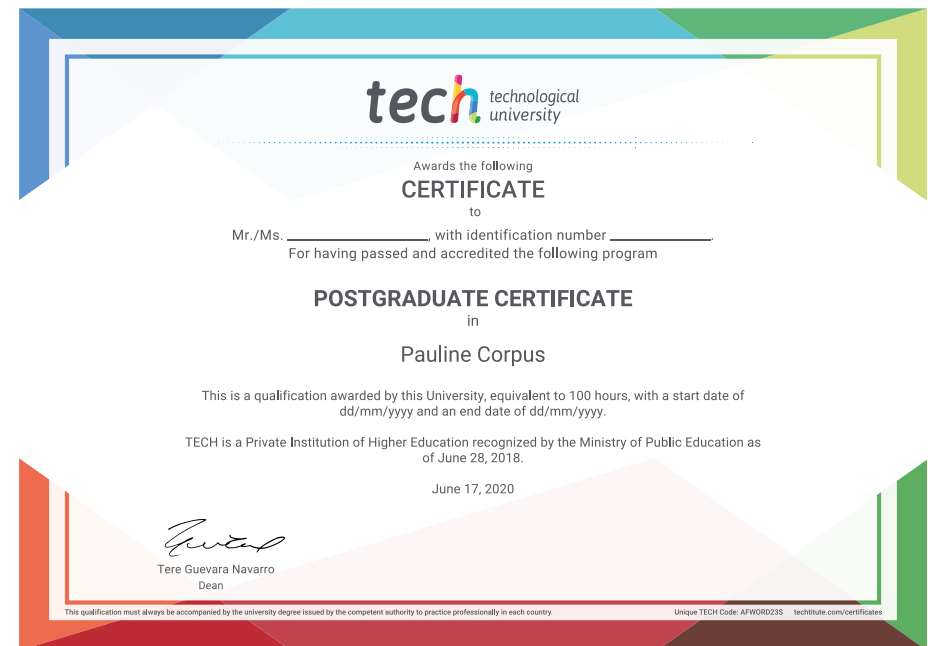 tech technological
university
Awards the following
CERTIFICATE
to
Mr./Ms. ____________________, with identification number ______________.
For having passed and accredited the following program
POSTGRADUATE CERTIFICATE
in
Pauline Corpus
This is a qualification awarded by this University, equivalent to 100 hours, with a start date of
dd/mm/yyyy and an end date of dd/mm/yyyy.
TECH is a Private Institution of Higher Education recognized by the Ministry of Public Education as
of June 28, 2018.
June 17, 2020
Tere Guevara Navarro
Dean
This qualification must always be accompanied by the university degree issued by the competent authority to practice professionally in each country. Unique TECH Code: AFWORD23S techtitute.com/certificates